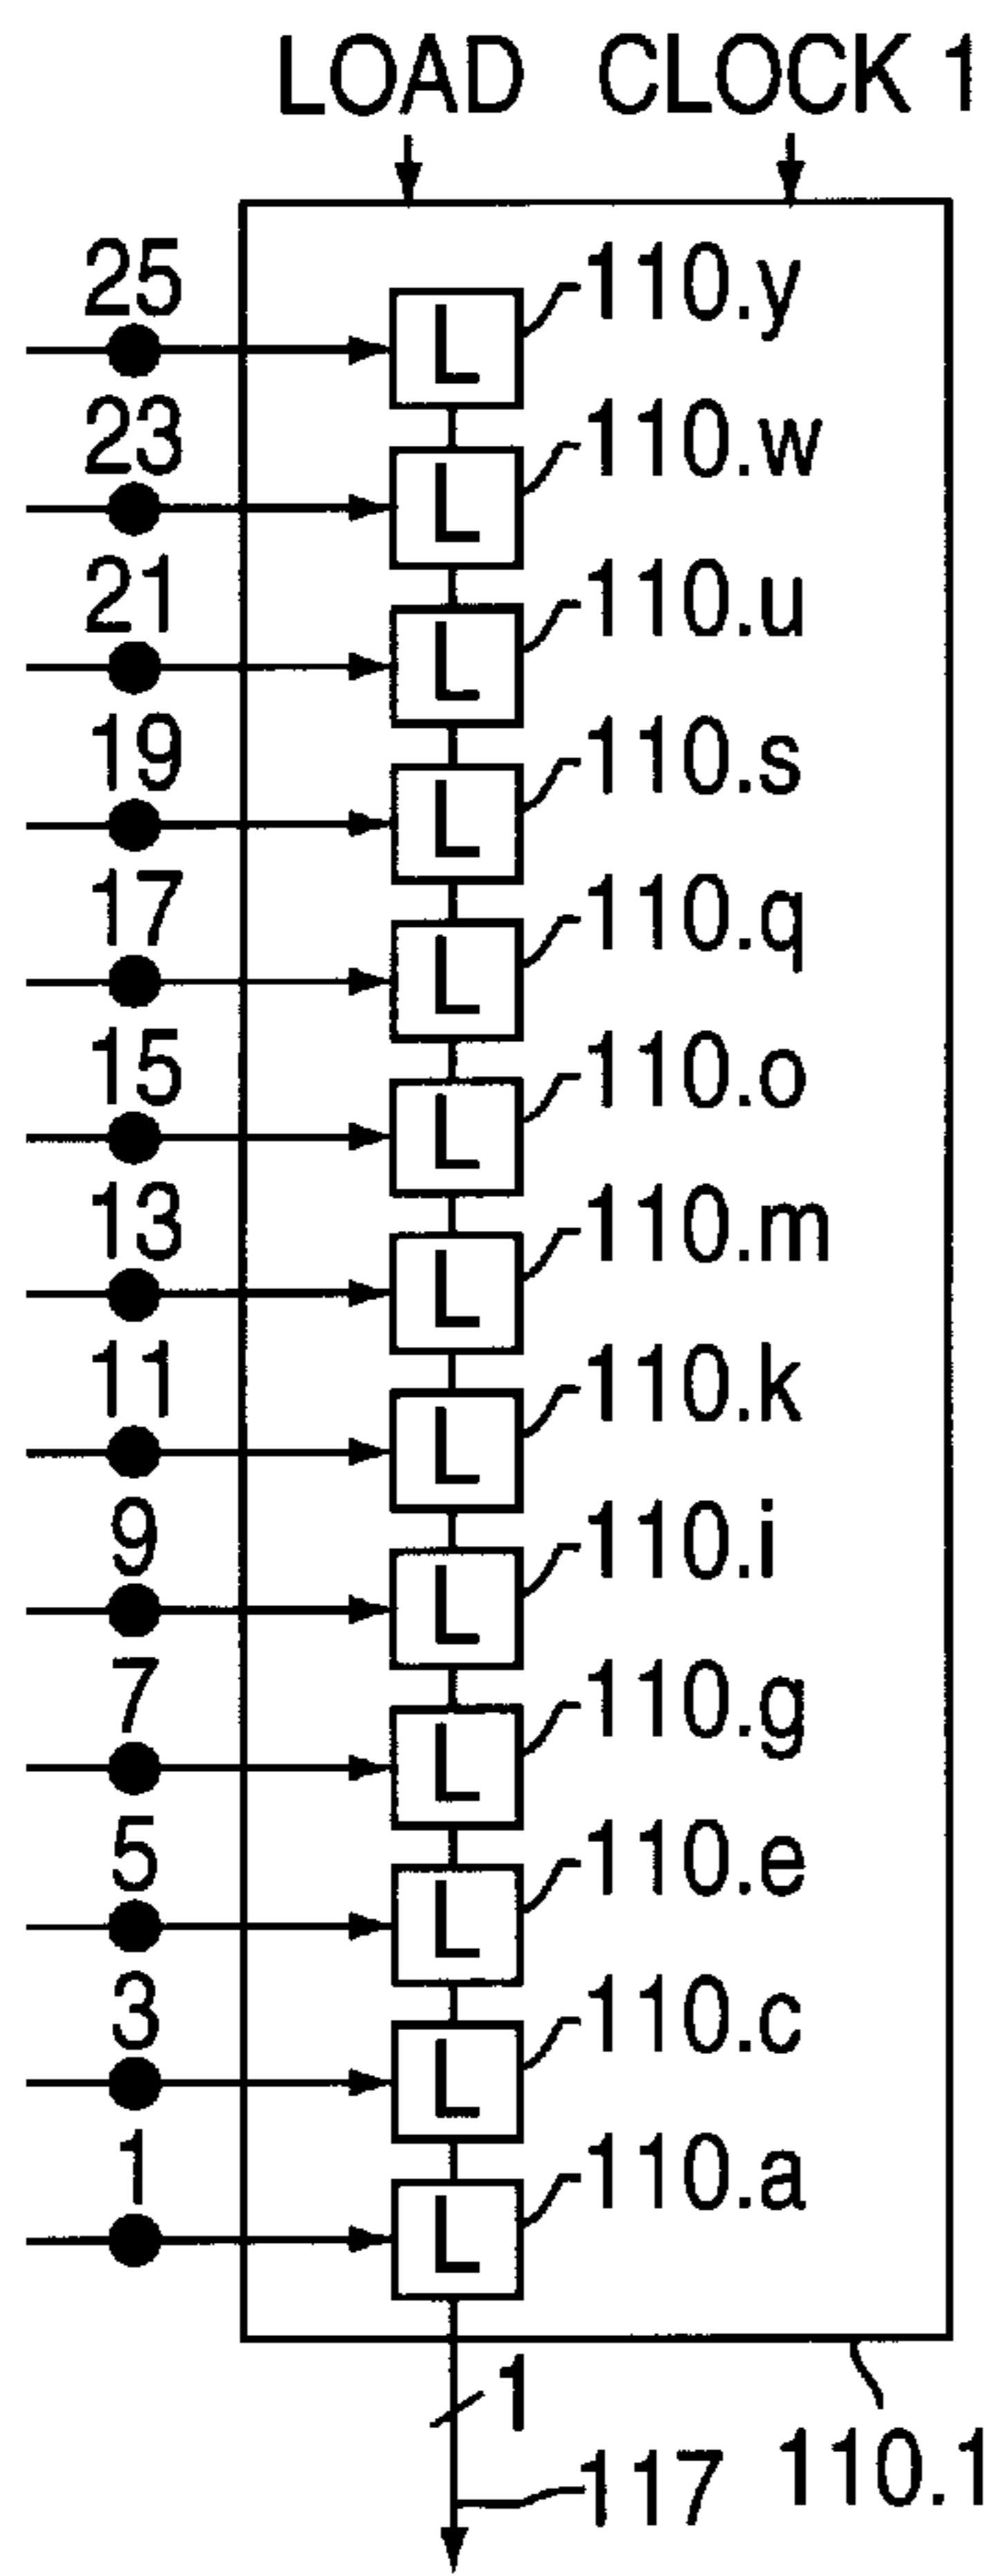 LOAD CLOCK 1
25
L 110.y
23
L 110.w
21
L 110.u
19
L 110.s
17
L 110.q
15
L 110.o
13
L 110.m
11
L 110.k
9
L 110.i
7
L 110.g
5
L 110.e
3
L 110.c
1
L 110.a
1
117 110.1